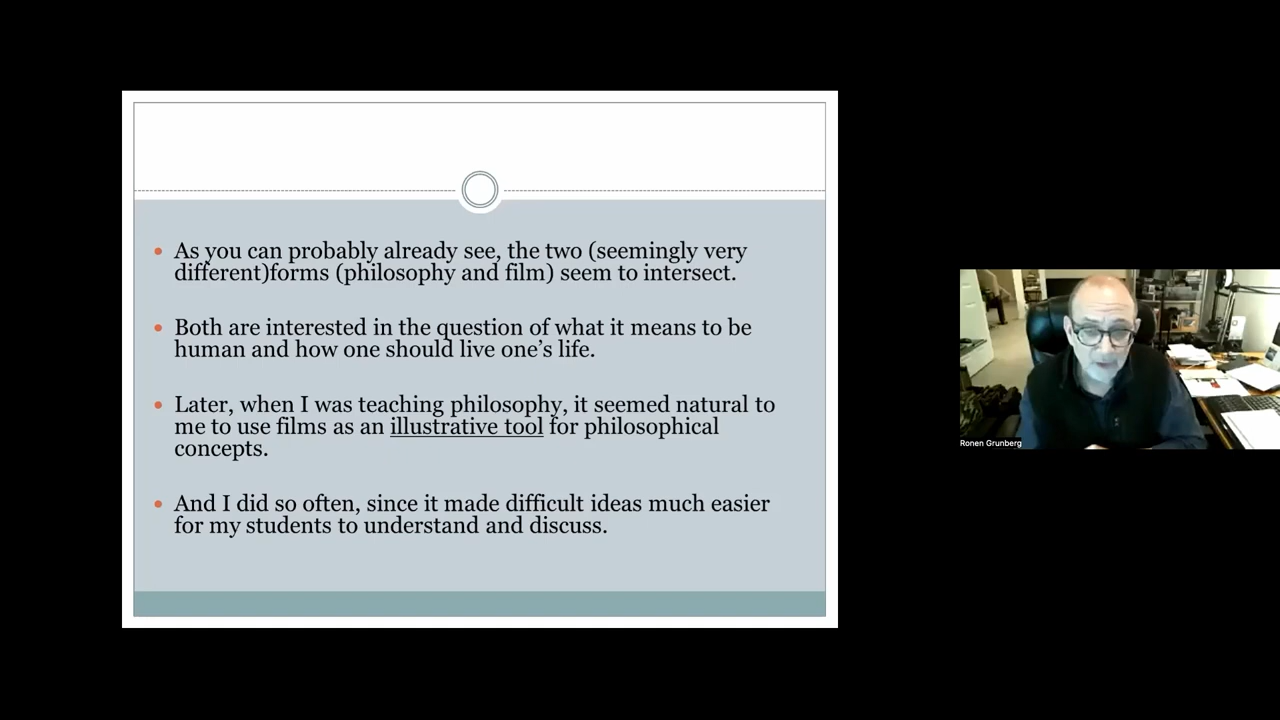 As you can probably already see, the two (seemingly very
different)forms (philosophy and film) seem to intersect.
Both are interested in the question of what it means to be
human and how one should live one’s life.
Later, when I was teaching philosophy, it seemed natural to
me to use films as an illustrative tool for philosophical
concepts.
And I did so often, since it made difficult ideas much easier
for my students to understand and discuss.
Ronen Grunberg